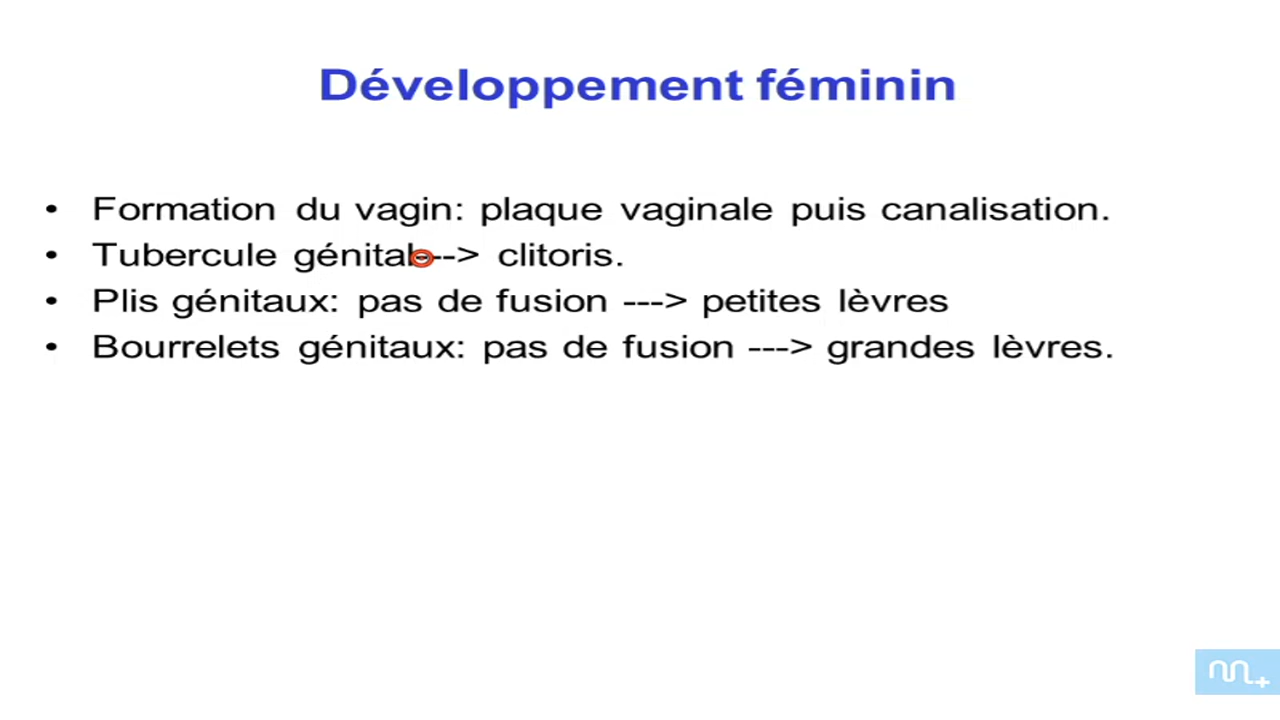 Développement féminin
• Formation du vagin: plaque vaginale puis canalisation.
• Tubercule génital---> clitoris.
• Plis génitaux: pas de fusion ---> petites lèvres
• Bourrelets génitaux: pas de fusion ---> grandes lèvres.